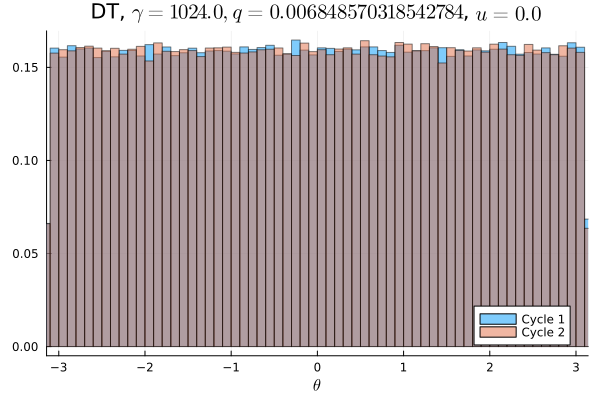 DT, γ = 1024.0, q = 0.006848570318542784, u = 0.0
0.15
0.10
0.05
0.00
−3 −2 −1 0 1 2 3
θ
Cycle 1
Cycle 2